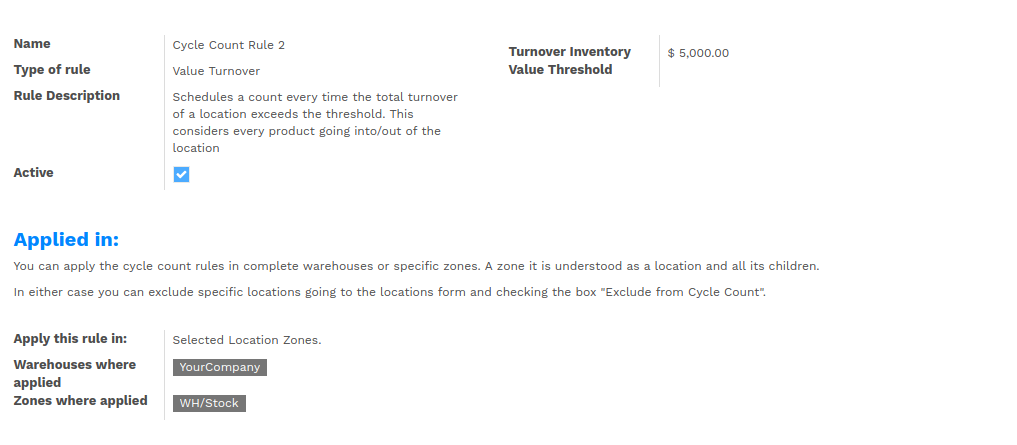 Name
Cycle Count Rule 2
Type of rule
Value Turnover
Rule Description
Schedules a count every time the total turnover
of a location exceeds the threshold. This
considers every product going into/out of the
location
Active
Turnover Inventory
Value Threshold
$ 5,000.00
Applied in:
You can apply the cycle count rules in complete warehouses or specific zones. A zone it is understood as a location and all its children.
In either case you can exclude specific locations going to the locations form and checking the box "Exclude from Cycle Count".
Apply this rule in:
Selected Location Zones.
Warehouses where
applied
YourCompany
Zones where applied
WH/Stock